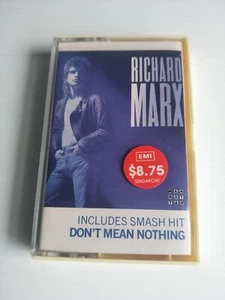 RICHARD
MARX
EMI
$8.75
SINGAPORE
INCLUDES SMASH HIT
DON'T MEAN NOTHING